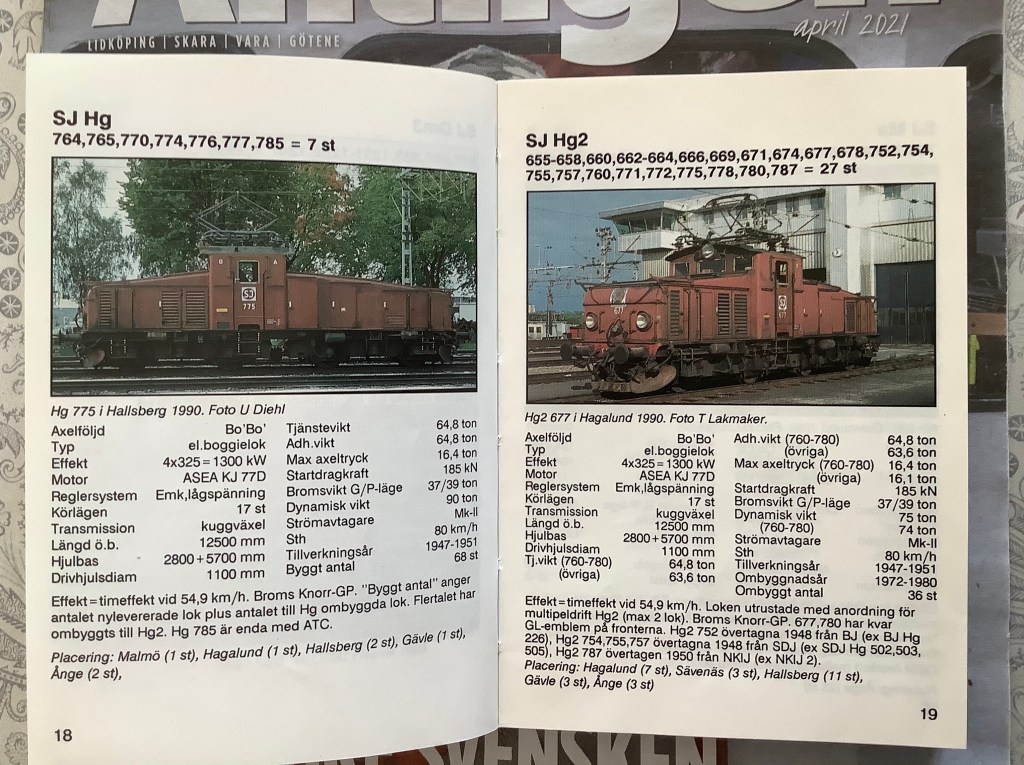 Äntligen
LIDKÖPING | SKARA | VARA | GÖTENE
april 2021
SJ Hg
764,765,770,774,776,777,785 = 7 st
B A
SJ
775
Hg 775 i Hallsberg 1990. Foto U Diehl
Axelföljd Bo'Bo'
Typ el.boggielok
Effekt 4x325=1300 kW
Motor ASEA KJ 77D
Reglersystem Emk,lågspänning
Körlägen 17 st
Transmission kuggväxel
Längd ö.b. 12500 mm
Hjulbas 2800+5700 mm
Drivhjulsdiam 1100 mm
Tjänstevikt 64,8 ton
Adh.vikt 64,8 ton
Max axeltryck 16,4 ton
Startdragkraft 185 kN
Bromsvikt G/P-läge 37/39 ton
Dynamisk vikt 90 ton
Strömavtagare Mk-II
Sth 80 km/h
Tillverkningsår 1947-1951
Byggt antal 68 st
Effekt=timeffekt vid 54,9 km/h. Broms Knorr-GP. "Byggt antal" anger
antalet nylevererade lok plus antalet till Hg ombyggda lok. Flertalet har
ombyggts till Hg2. Hg 785 är enda med ATC.
Placering: Malmö (1 st), Hagalund (1 st), Hallsberg (2 st), Gävle (1 st),
Ånge (2 st),
18
SJ Hg2
655-658,660,662-664,666,669,671,674,677,678,752,754,
755,757,760,771,772,775,778,780,787 = 27 st
677
SJ
677
Hg2 677 i Hagalund 1990. Foto T Lakmaker.
Axelföljd Bo'Bo'
Typ el.boggielok
Effekt 4x325=1300 kW
Motor ASEA KJ 77D
Reglersystem Emk,lågspänning
Körlägen 17 st
Transmission kuggväxel
Längd ö.b. 12500 mm
Hjulbas 2800+5700 mm
Drivhjulsdiam 1100 mm
Tj.vikt (760-780) 64,8 ton
(övriga) 63,6 ton
Adh.vikt (760-780) 64,8 ton
(övriga) 63,6 ton
Max axeltryck (760-780) 16,4 ton
(övriga) 16,1 ton
Startdragkraft 185 kN
Bromsvikt G/P-läge 37/39 ton
Dynamisk vikt 75 ton
(760-780) 74 ton
Strömavtagare Mk-II
Sth 80 km/h
Tillverkningsår 1947-1951
Ombyggnadsår 1972-1980
Ombyggt antal 36 st
Effekt=timeffekt vid 54,9 km/h. Loken utrustade med anordning för
multipeldrift Hg2 (max 2 lok). Broms Knorr-GP. 677,780 har kvar
GL-emblem på fronterna. Hg2 752 övertagna 1948 från BJ (ex BJ Hg
226), Hg2 754,755,757 övertagna 1948 från SDJ (ex SDJ Hg 502,503,
505), Hg2 787 övertagen 1950 från NKIJ (ex NKIJ 2).
Placering: Hagalund (7 st), Sävenäs (3 st), Hallsberg (11 st),
Gävle (3 st), Ånge (3 st)
19
SVENSKEN